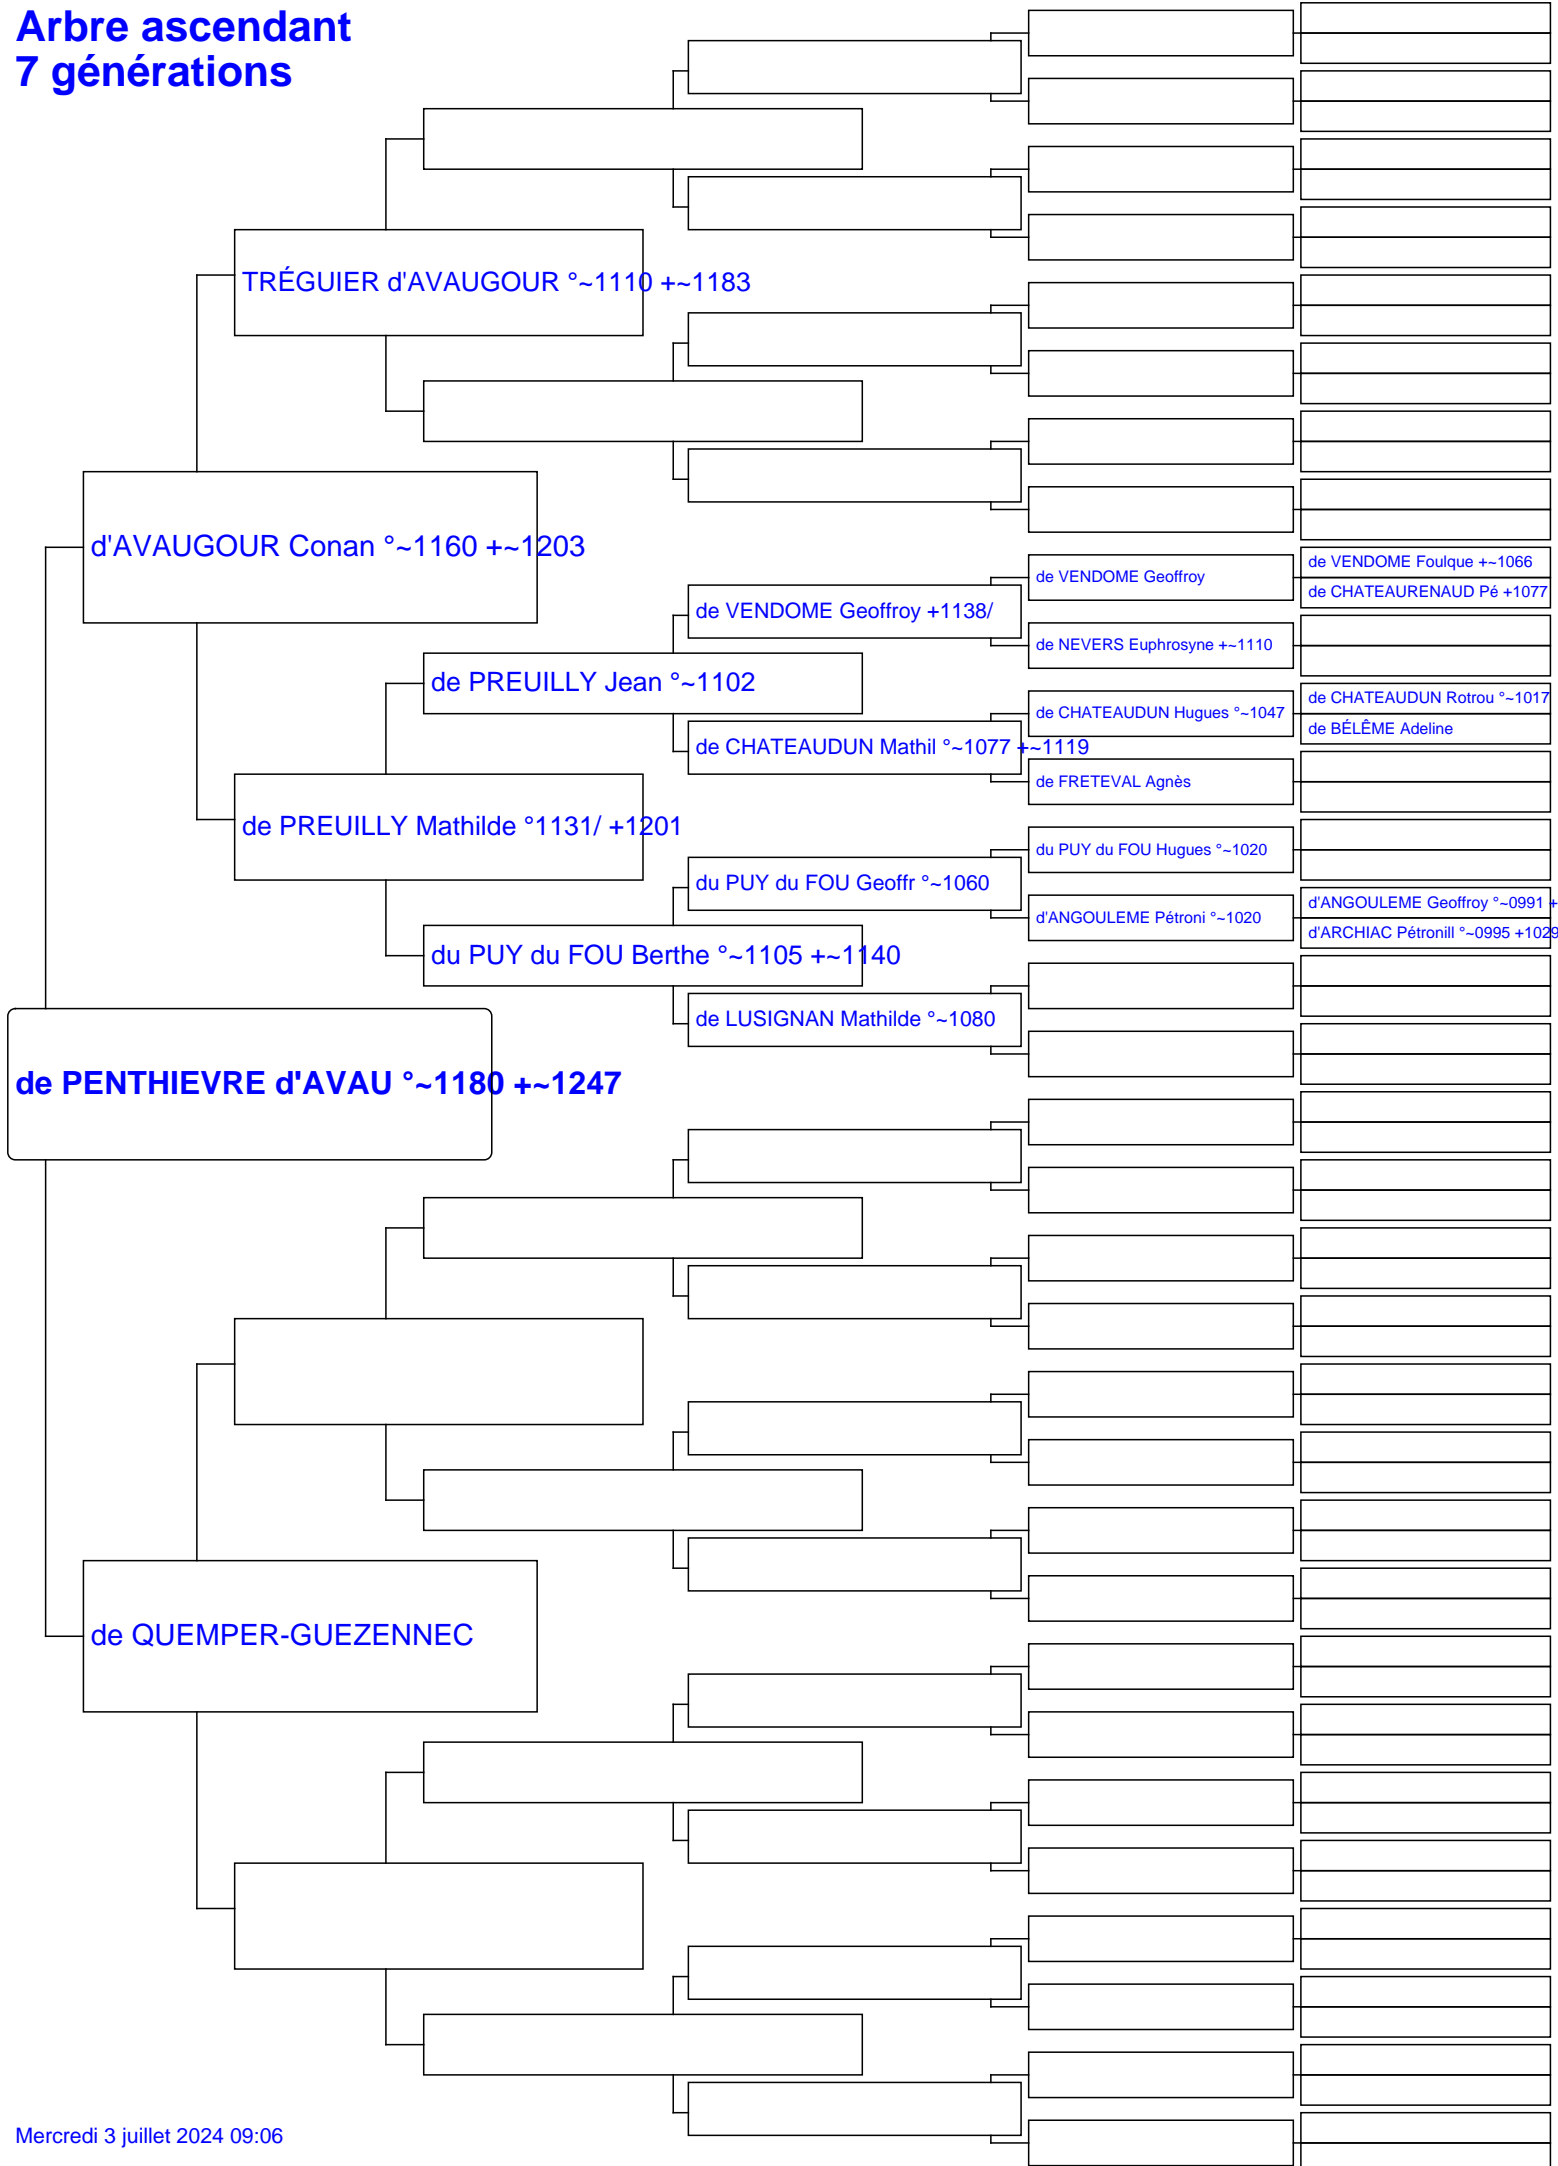 Arbre ascendant
7 générations
TRÉGUIER d'AVAUGOUR °~1110 +~1183
d'AVAUGOUR Conan °~1160 +~1203
de VENDOME Foulque +~1066
de VENDOME Geoffroy
de CHATEAURENAUD Pé +1077
de VENDOME Geoffroy +1138/
de NEVERS Euphrosyne +~1110
de PREUILLY Jean °~1102
de CHATEAUDUN Rotrou °~1017
de CHATEAUDUN Hugues °~1047
de BÉLÊME Adeline
de CHATEAUDUN Mathil °~1077 +~1119
de FRETEVAL Agnès
de PREUILLY Mathilde °1131/ +1201
du PUY du FOU Hugues °~1020
du PUY du FOU Geoffr °~1060
d'ANGOULEME Geoffroy °~0991 +
d'ANGOULEME Pétroni °~1020
d'ARCHIAC Pétronill °~0995 +1029
du PUY du FOU Berthe °~1105 +~1140
de LUSIGNAN Mathilde °~1080
de PENTHIEVRE d'AVAU °~1180 +~1247
de QUEMPER-GUEZENNEC
Mercredi 3 juillet 2024 09:06